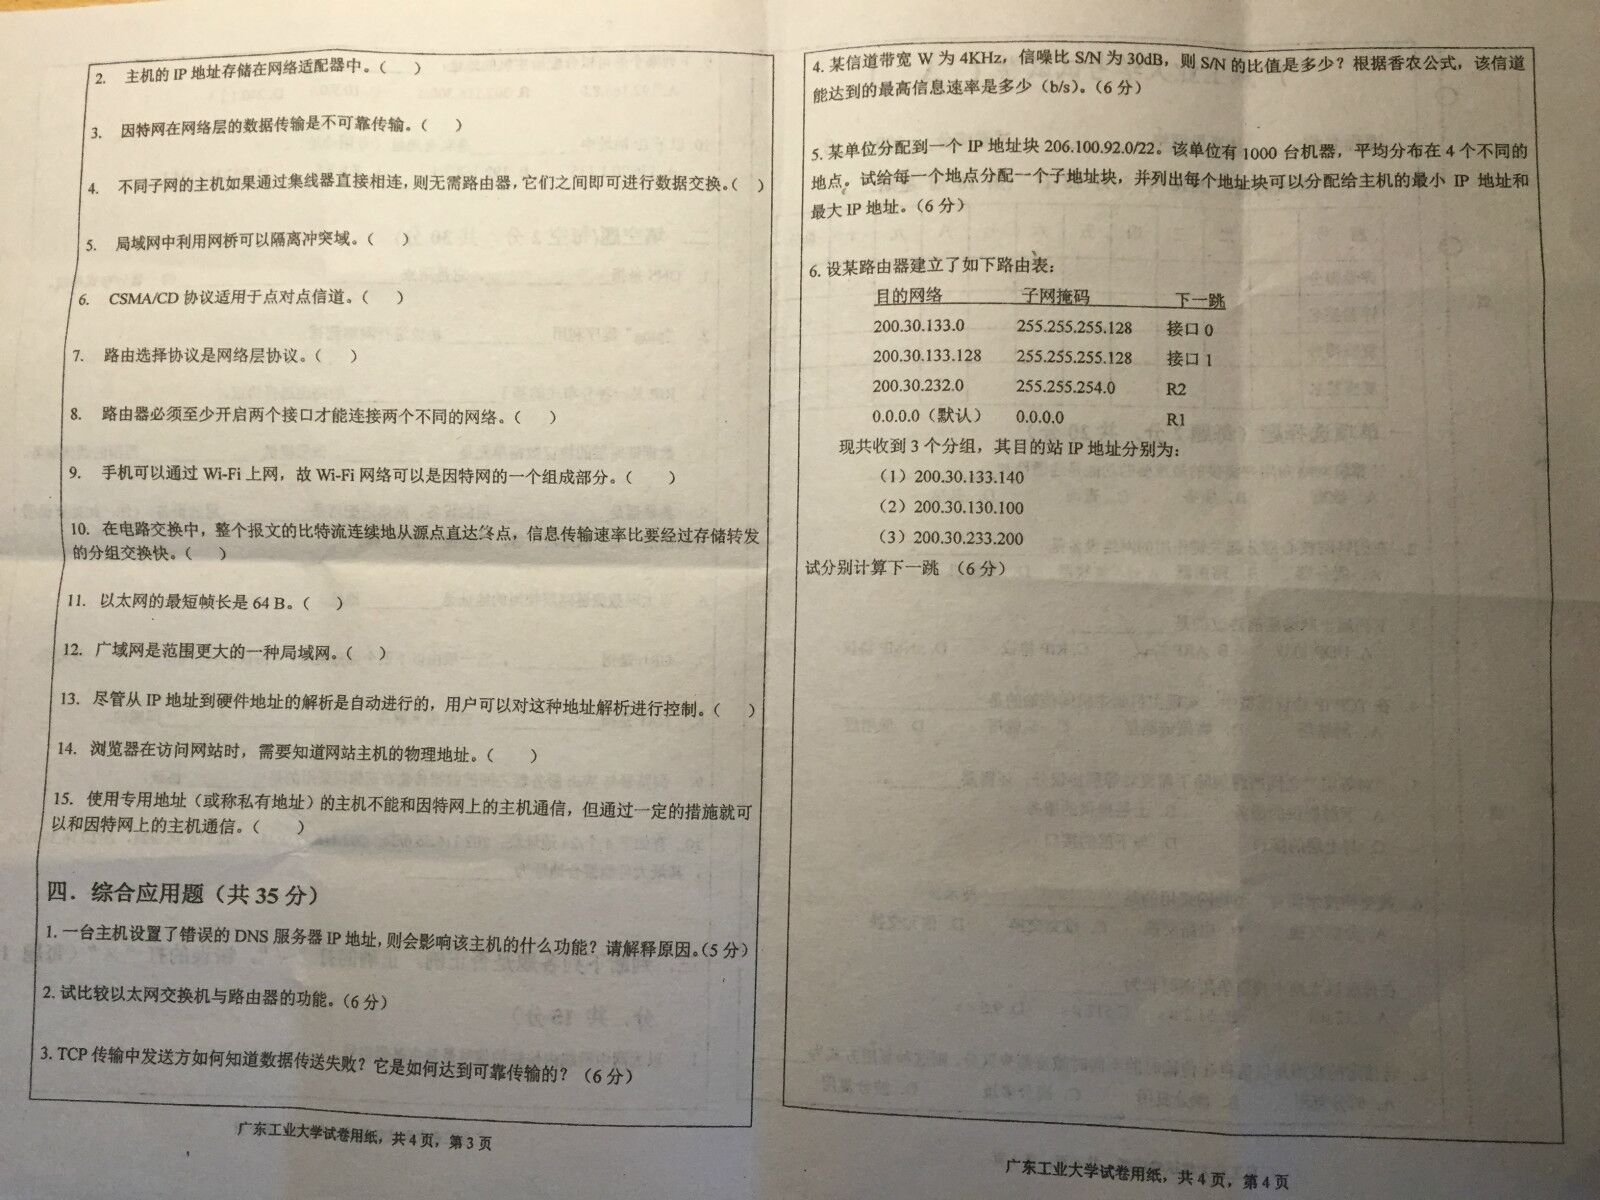 2. 主机的 IP 地址存储在网络适配器中。（ ）
3. 因特网在网络层的数据传输是不可靠传输。（ ）
4. 不同子网的主机如果通过集线器直接相连，则无需路由器，它们之间即可进行数据交换。（ ）
5. 局域网中利用网桥可以隔离冲突域。（ ）
6. CSMA/CD 协议适用于点对点信道。（ ）
7. 路由选择协议是网络层协议。（ ）
8. 路由器必须至少开启两个接口才能连接两个不同的网络。（ ）
9. 手机可以通过 Wi-Fi 上网，故 Wi-Fi 网络可以是因特网的一个组成部分。（ ）
10. 在电路交换中，整个报文的比特流连续地从源点直达终点，信息传输速率比要经过存储转发
的分组交换快。（ ）
11. 以太网的最短帧长是 64 B。（ ）
12. 广域网是范围更大的一种局域网。（ ）
13. 尽管从 IP 地址到硬件地址的解析是自动进行的，用户可以对这种地址解析进行控制。（ ）
14. 浏览器在访问网站时，需要知道网站主机的物理地址。（ ）
15. 使用专用地址（或称私有地址）的主机不能和因特网上的主机通信，但通过一定的措施就可
以和因特网上的主机通信。（ ）
四．综合应用题（共 35 分）
1. 一台主机设置了错误的 DNS 服务器 IP 地址，则会影响该主机的什么功能？请解释原因。（5 分）
2. 试比较以太网交换机与路由器的功能。（6 分）
3. TCP 传输中发送方如何知道数据传送失败？它是如何达到可靠传输的？（6 分）
广东工业大学试卷用纸，共 4 页，第 3 页
4. 某信道带宽 W 为 4KHz，信噪比 S/N 为 30dB，则 S/N 的比值是多少？根据香农公式，该信道
能达到的最高信息速率是多少（b/s）。（6 分）
5. 某单位分配到一个 IP 地址块 206.100.92.0/22。该单位有 1000 台机器，平均分布在 4 个不同的
地点。试给每一个地点分配一个子地址块，并列出每个地址块可以分配给主机的最小 IP 地址和
最大 IP 地址。（6 分）
6. 设某路由器建立了如下路由表：
目的网络 子网掩码 下一跳
200.30.133.0 255.255.255.128 接口 0
200.30.133.128 255.255.255.128 接口 1
200.30.232.0 255.255.254.0 R2
0.0.0.0（默认） 0.0.0.0 R1
现共收到 3 个分组，其目的站 IP 地址分别为：
（1）200.30.133.140
（2）200.30.130.100
（3）200.30.233.200
试分别计算下一跳 （6 分）
广东工业大学试卷用纸，共 4 页，第 4 页